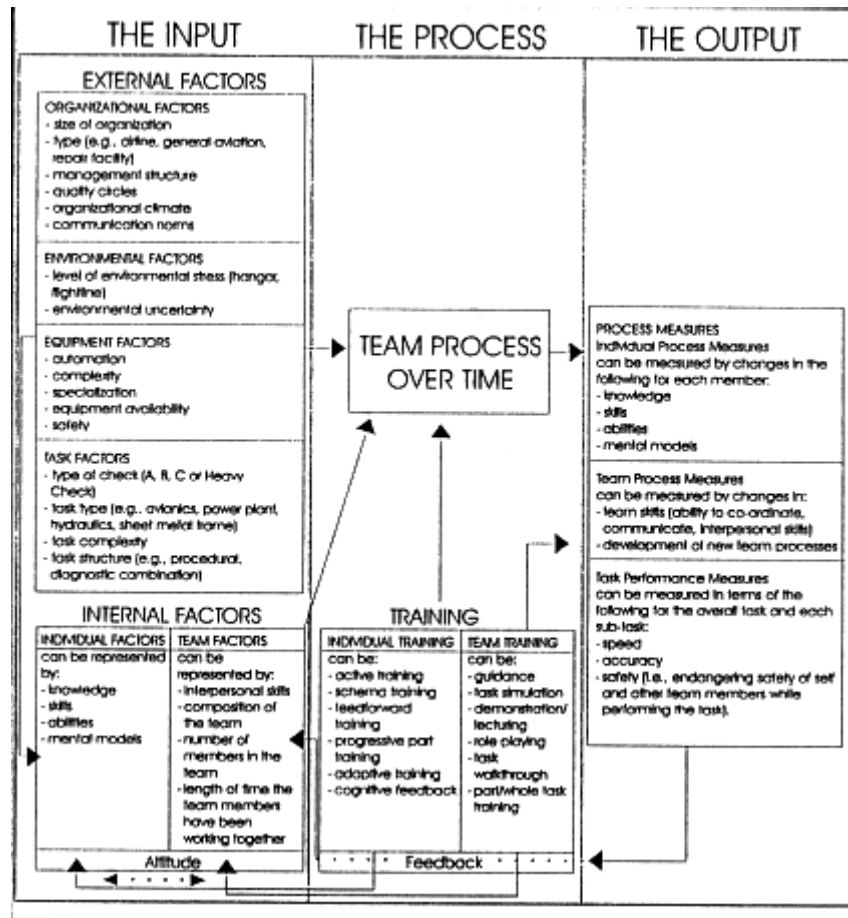 THE INPUT
THE PROCESS
THE OUTPUT
EXTERNAL FACTORS
ORGANIZATIONAL FACTORS
- size of organization
- type (e.g., airline, general aviation,
repair facility)
- management structure
- quality circles
- organizational climate
- communication norms
ENVIRONMENTAL FACTORS
- level of environmental stress (hangar,
flightline)
- environmental uncertainty
EQUIPMENT FACTORS
- automation
- complexity
- specialization
- equipment availability
- safety
TASK FACTORS
- type of check (A, B, C or Heavy
Check)
- task type (e.g., avionics, power plant,
hydraulics, sheet metal frame)
- task complexity
- task structure (e.g., procedural,
diagnostic combination)
INTERNAL FACTORS
INDIVIDUAL FACTORS
can be represented
by:
- knowledge
- skills
- abilities
- mental models
TEAM FACTORS
can be
represented by:
- interpersonal skills
- composition of
the team
- number of
members in the
team
- length of time the
team members
have been
working together
Attitude
TEAM PROCESS
OVER TIME
TRAINING
INDIVIDUAL TRAINING
can be:
- active training
- schema training
- feedforward
training
- progressive part
training
- adaptive training
- cognitive feedback
TEAM TRAINING
can be:
- guidance
- task simulation
- demonstration/
lecturing
- role playing
- task
walkthrough
- part/whole task
training
Feedback
PROCESS MEASURES
Individual Process Measures
can be measured by changes in the
following for each member:
- knowledge
- skills
- abilities
- mental models
Team Process Measures
can be measured by changes in:
- team skills (ability to co-ordinate,
communicate, interpersonal skills)
- development of new team processes
Task Performance Measures
can be measured in terms of the
following for the overall task and each
sub-task:
- speed
- accuracy
- safety (i.e., endangering safety of self
and other team members while
performing the task).